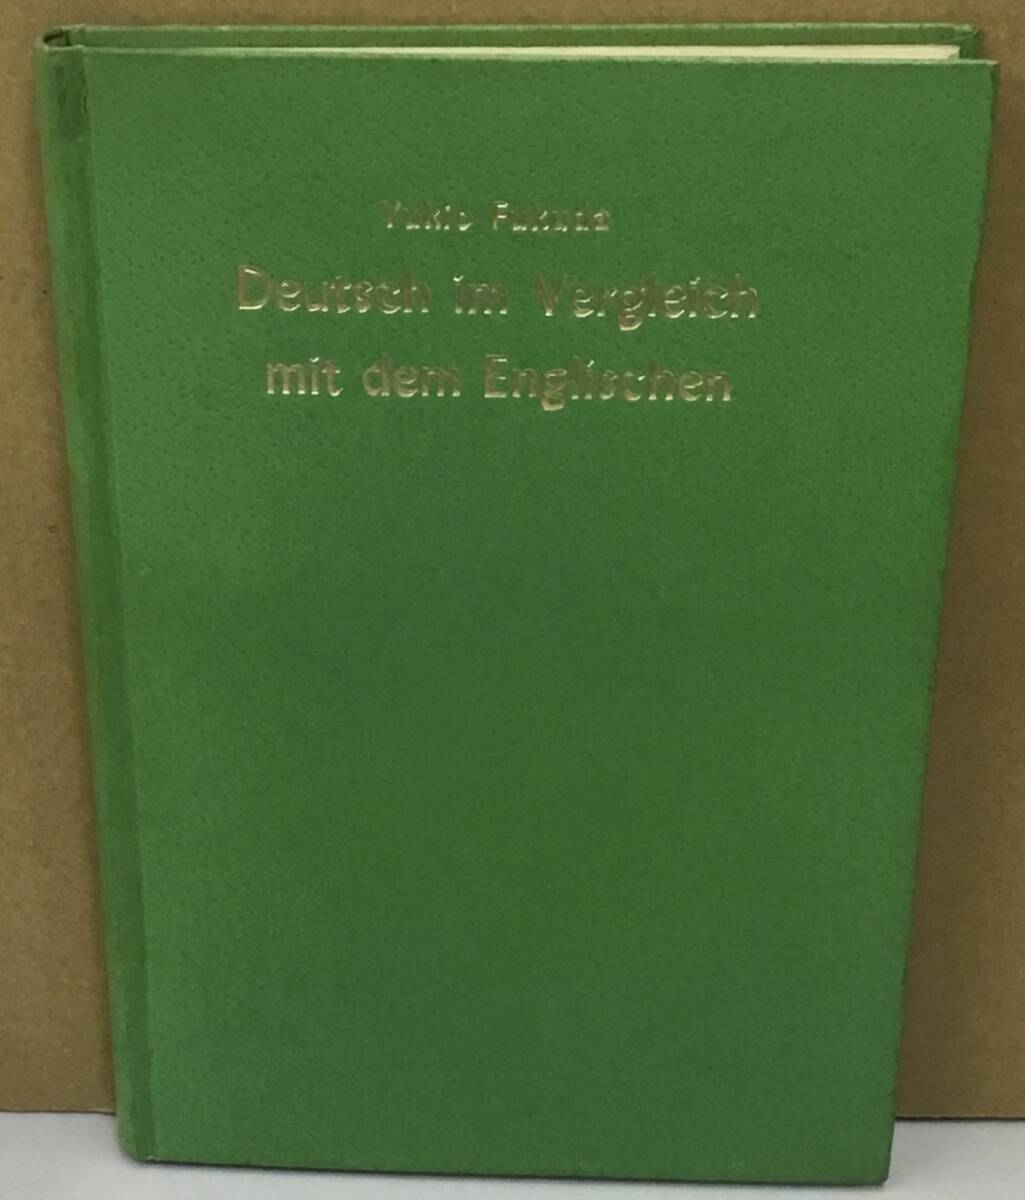 Yukio Fukuda
Deutsch im Vergleich
mit dem Englischen